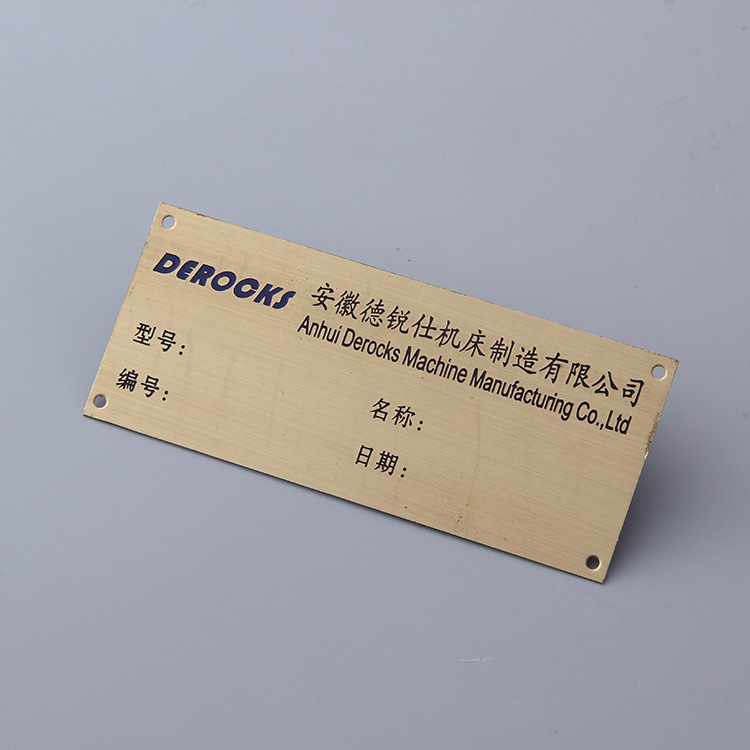 DEROCKS 安徽德锐仕机床制造有限公司
Anhui Derocks Machine Manufacturing Co.,Ltd
型号: 名称:
编号: 日期: